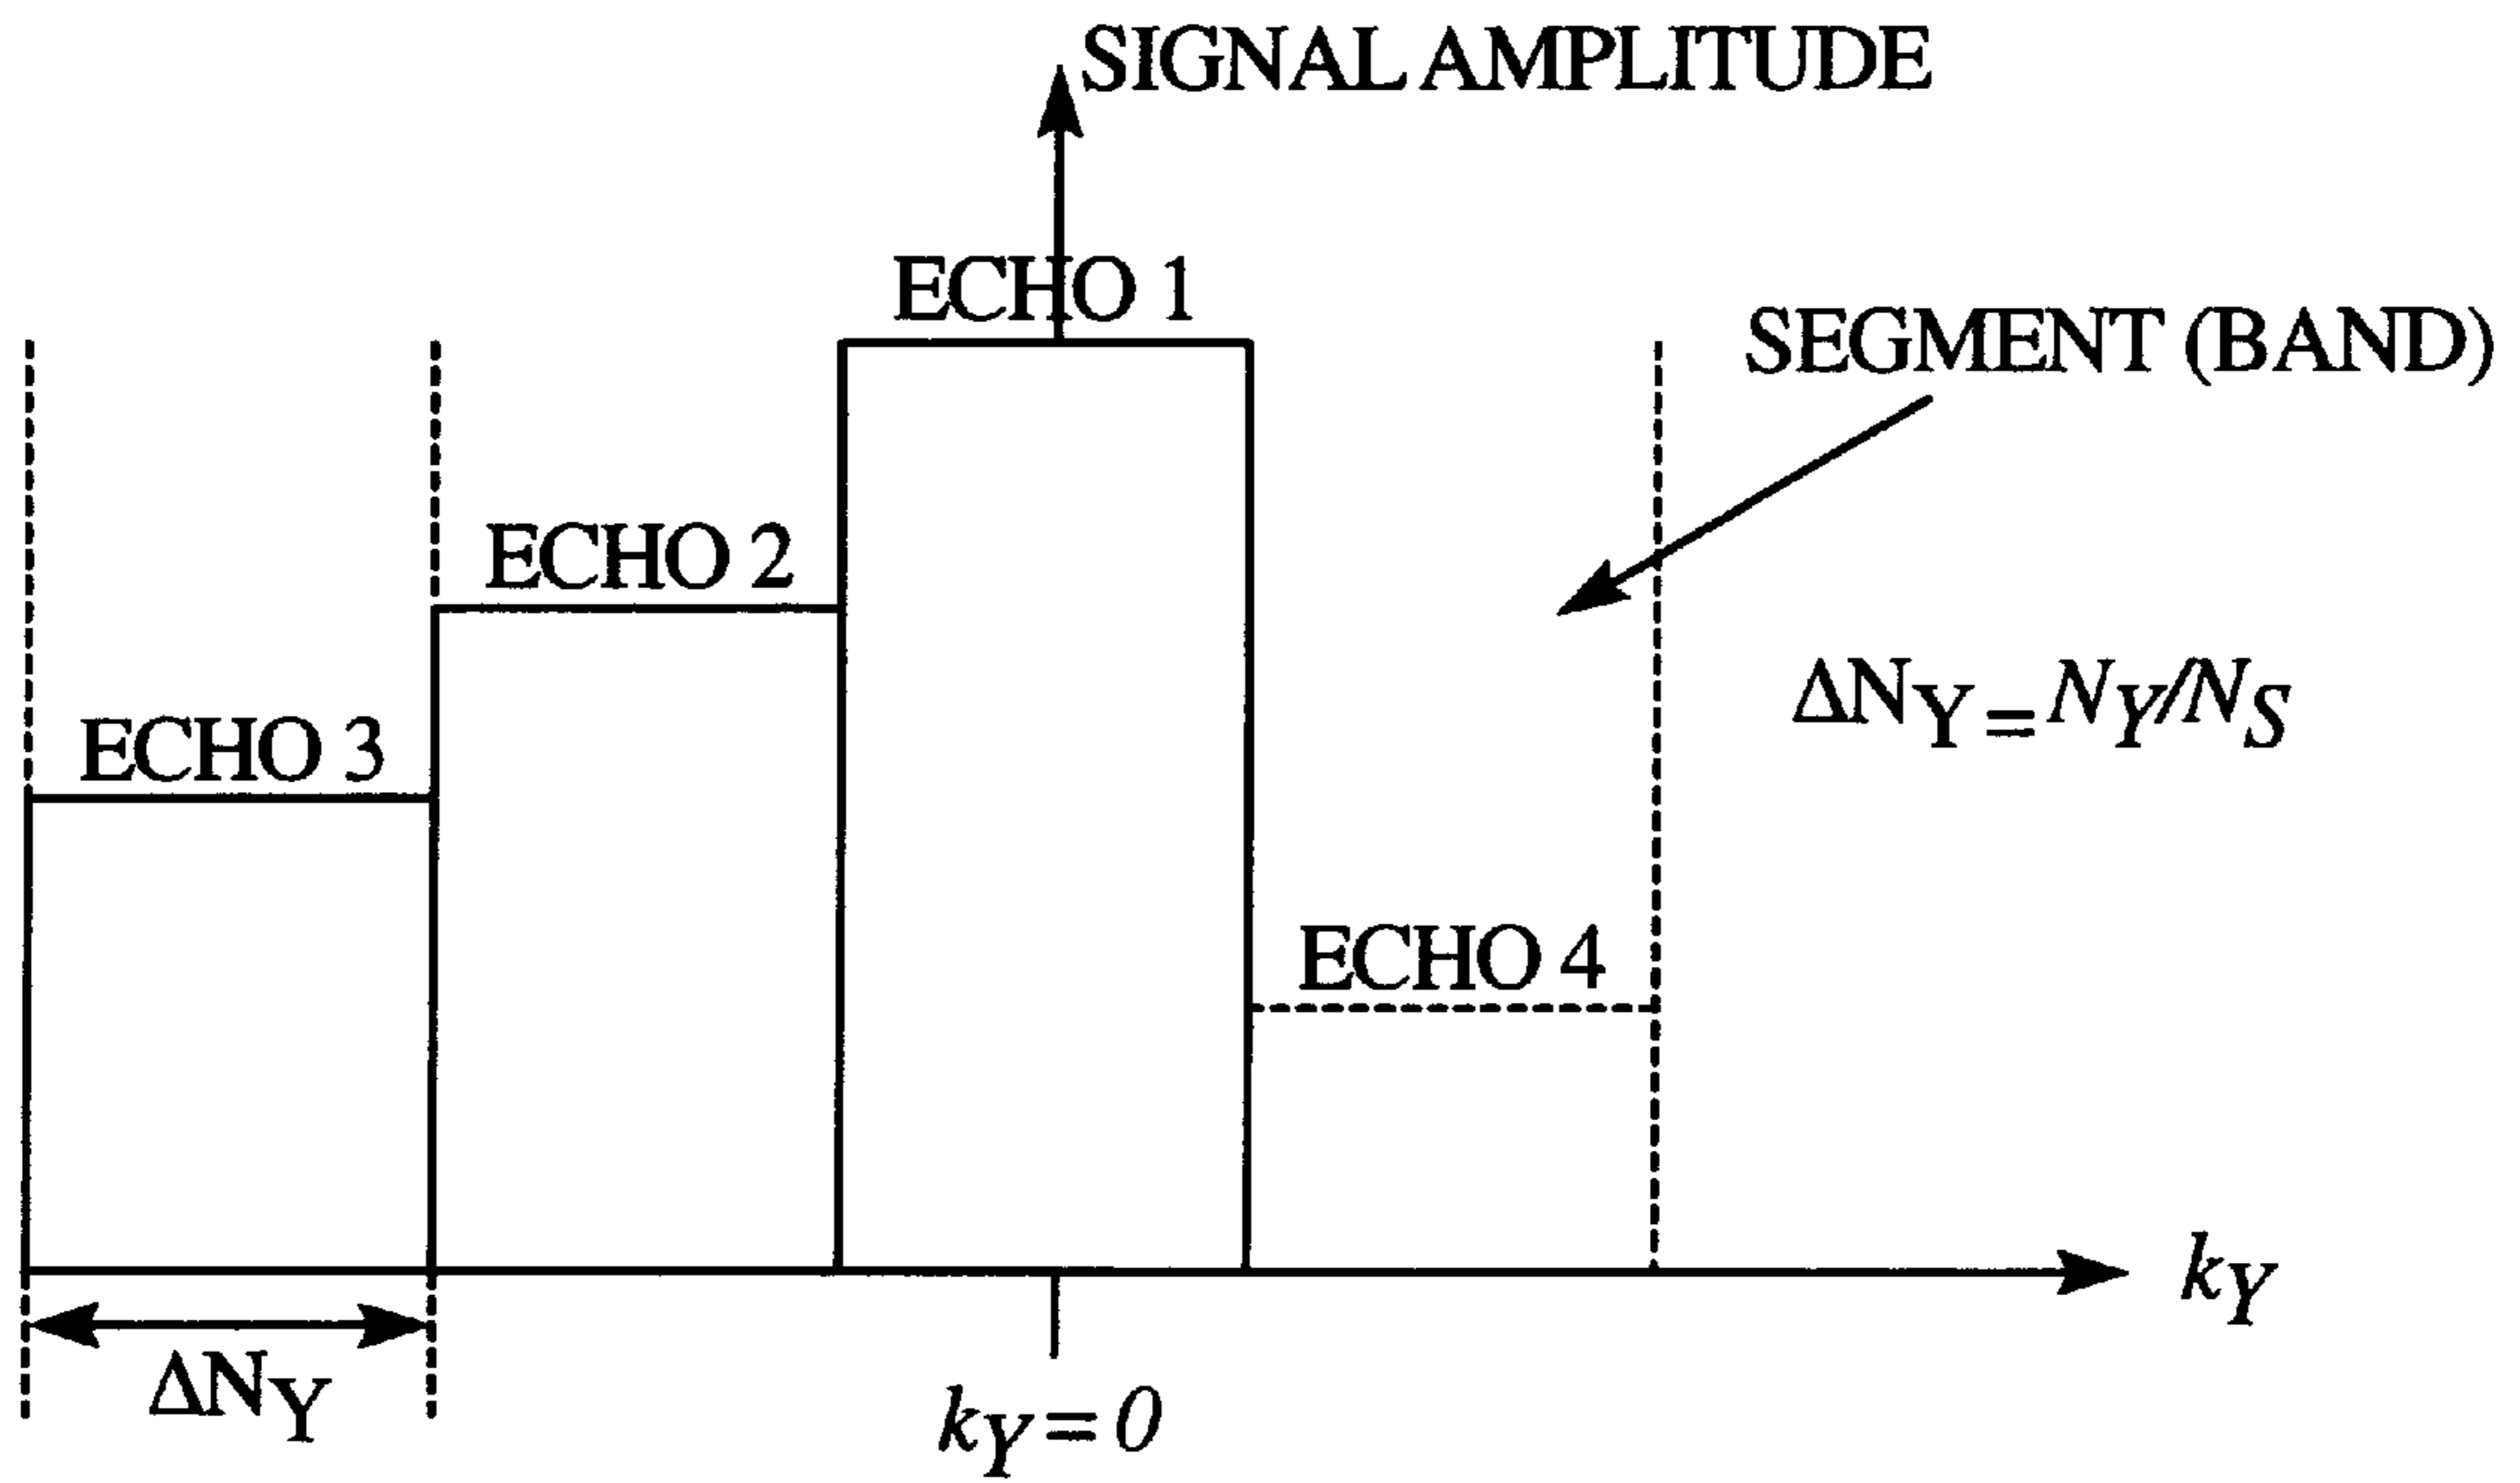 SIGNAL AMPLITUDE
ECHO 1
SEGMENT (BAND)
ECHO 2
ΔNY=NY/NS
ECHO 3
ECHO 4
kY
ΔNY
kY=0